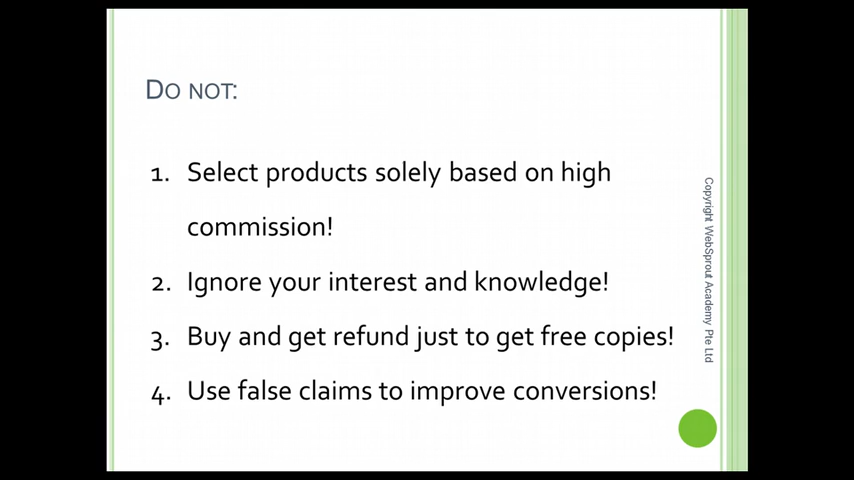 DO NOT:
1. Select products solely based on high
commission!
2. Ignore your interest and knowledge!
3. Buy and get refund just to get free copies!
4. Use false claims to improve conversions!
Copyright WebSprout Academy Pte Ltd